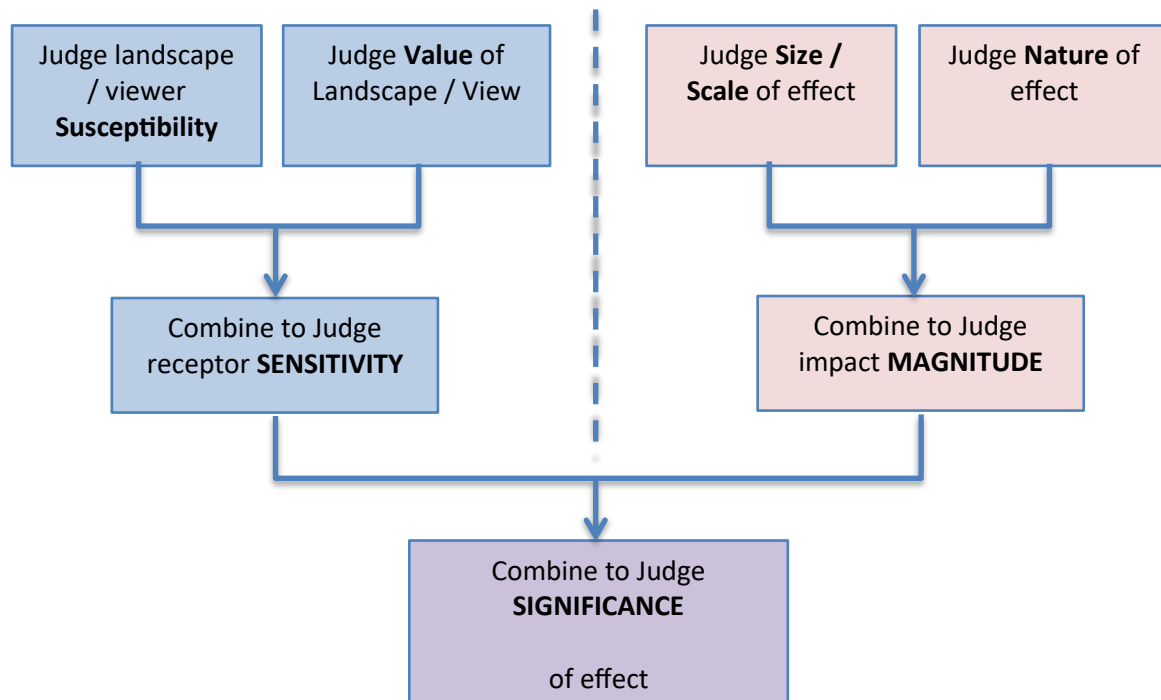 Judge landscape
/ viewer
Susceptibility
Judge Value of
Landscape / View
Judge Size /
Scale of effect
Judge Nature of
effect
Combine to Judge
receptor SENSITIVITY
Combine to Judge
impact MAGNITUDE
Combine to Judge
SIGNIFICANCE
of effect